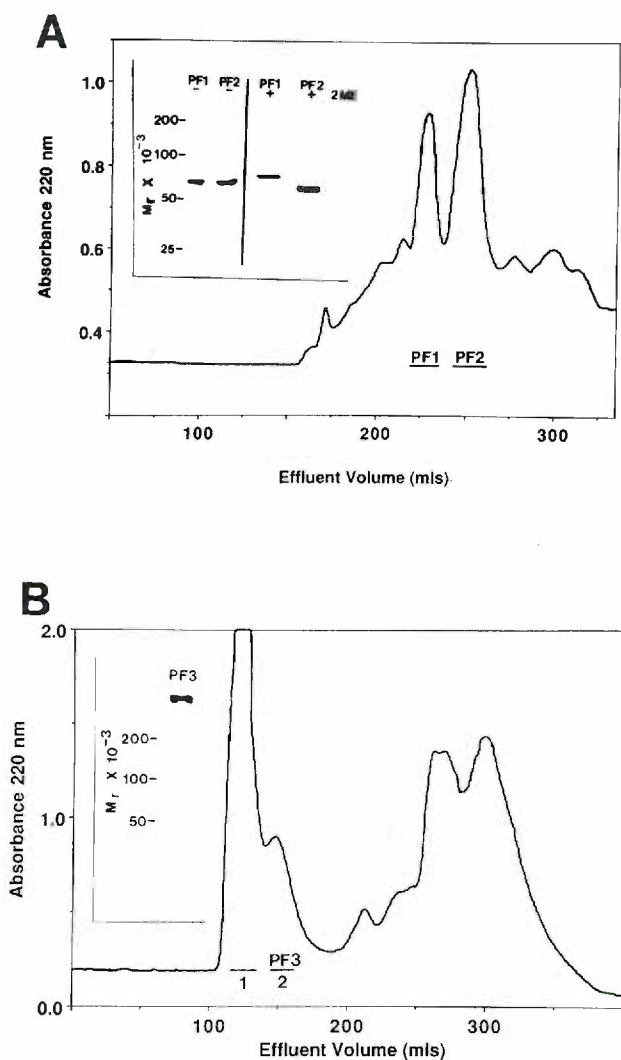 A
PF1 PF2 PF1 PF2
- - + +
200-
100-
50-
25-
Mr X 10-3
1.0
0.8
0.6
0.4
Absorbance 220 nm
PF1 PF2
100 200 300
Effluent Volume (mls)
B
2.0
1.0
0.0
Absorbance 220 nm
PF3
200-
100-
50-
Mr X 10-3
PF3
1 2
100 200 300
Effluent Volume (mls)